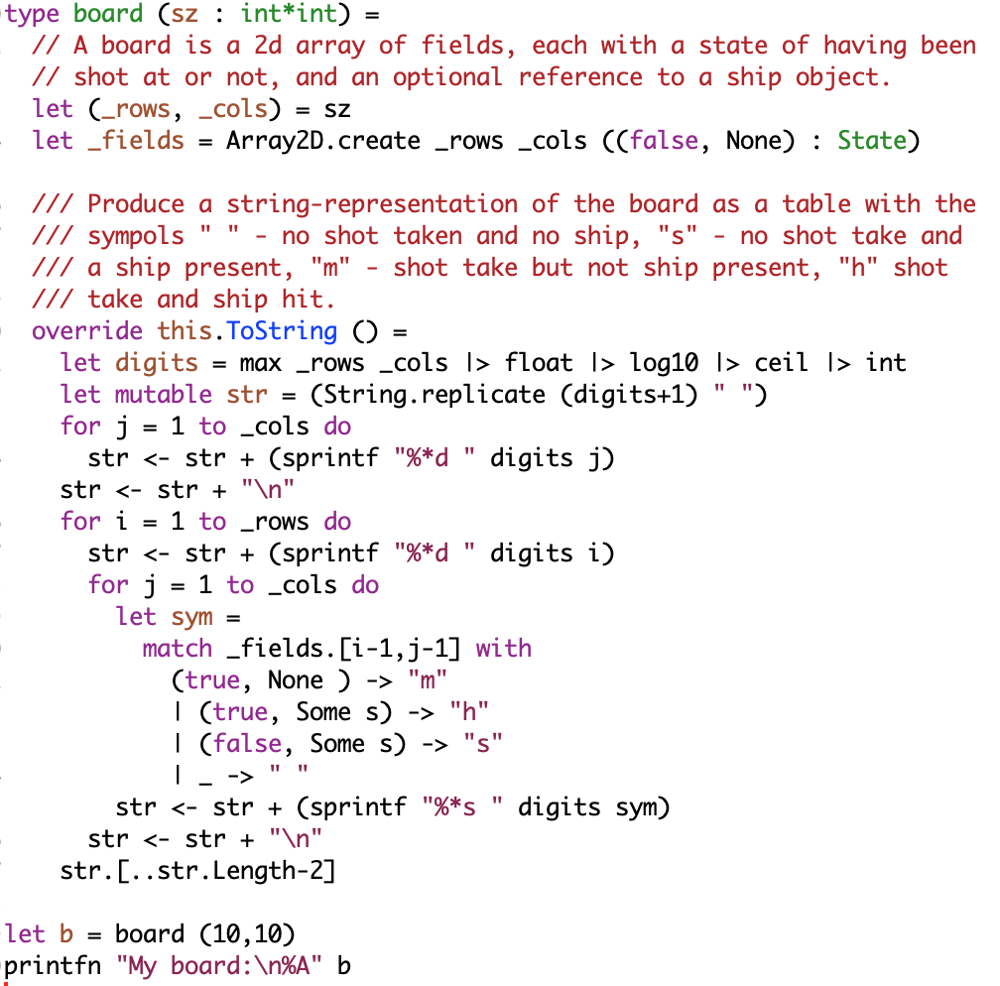 type board (sz : int*int) =
  // A board is a 2d array of fields, each with a state of having been
  // shot at or not, and an optional reference to a ship object.
  let (_rows, _cols) = sz
  let _fields = Array2D.create _rows _cols ((false, None) : State)

  /// Produce a string-representation of the board as a table with the
  /// sympols " " - no shot taken and no ship, "s" - no shot take and
  /// a ship present, "m" - shot take but not ship present, "h" shot
  /// take and ship hit.
  override this.ToString () =
    let digits = max _rows _cols |> float |> log10 |> ceil |> int
    let mutable str = (String.replicate (digits+1) " ")
    for j = 1 to _cols do
      str <- str + (sprintf "%*d " digits j)
    str <- str + "\n"
    for i = 1 to _rows do
      str <- str + (sprintf "%*d " digits i)
      for j = 1 to _cols do
        let sym =
          match _fields.[i-1,j-1] with
            (true, None ) -> "m"
            | (true, Some s) -> "h"
            | (false, Some s) -> "s"
            | _ -> " "
        str <- str + (sprintf "%*s " digits sym)
      str <- str + "\n"
    str.[..str.Length-2]

let b = board (10,10)
printfn "My board:\n%A" b